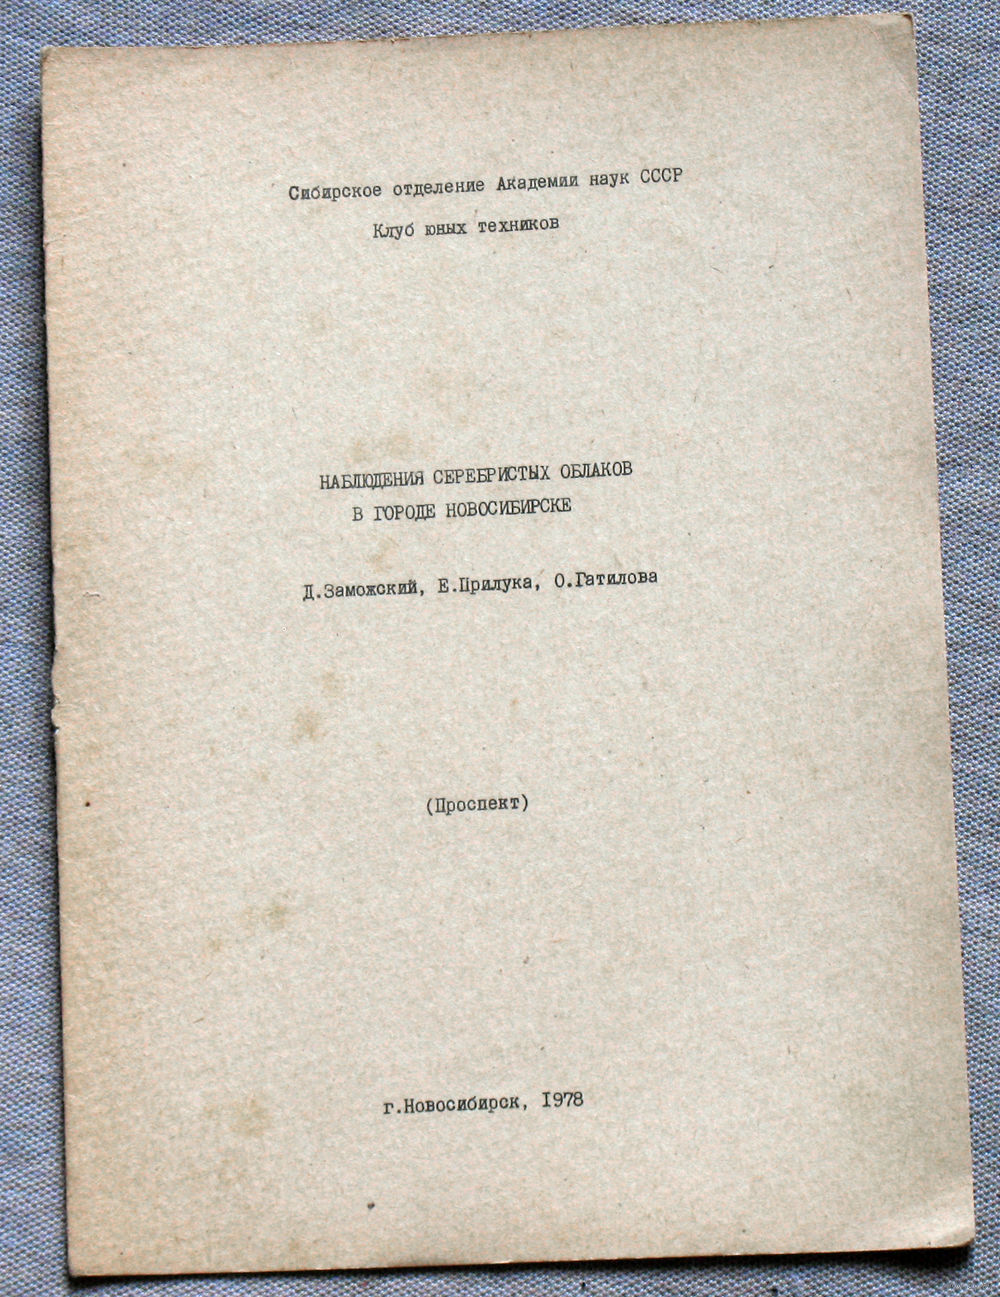 Сибирское отделение Академии наук СССР
Клуб юных техников
НАБЛЮДЕНИЯ СЕРЕБРИСТЫХ ОБЛАКОВ
В ГОРОДЕ НОВОСИБИРСКЕ
Д.Заможский, Е.Прилука, О.Гатилова
(Проспект)
г.Новосибирск, 1978